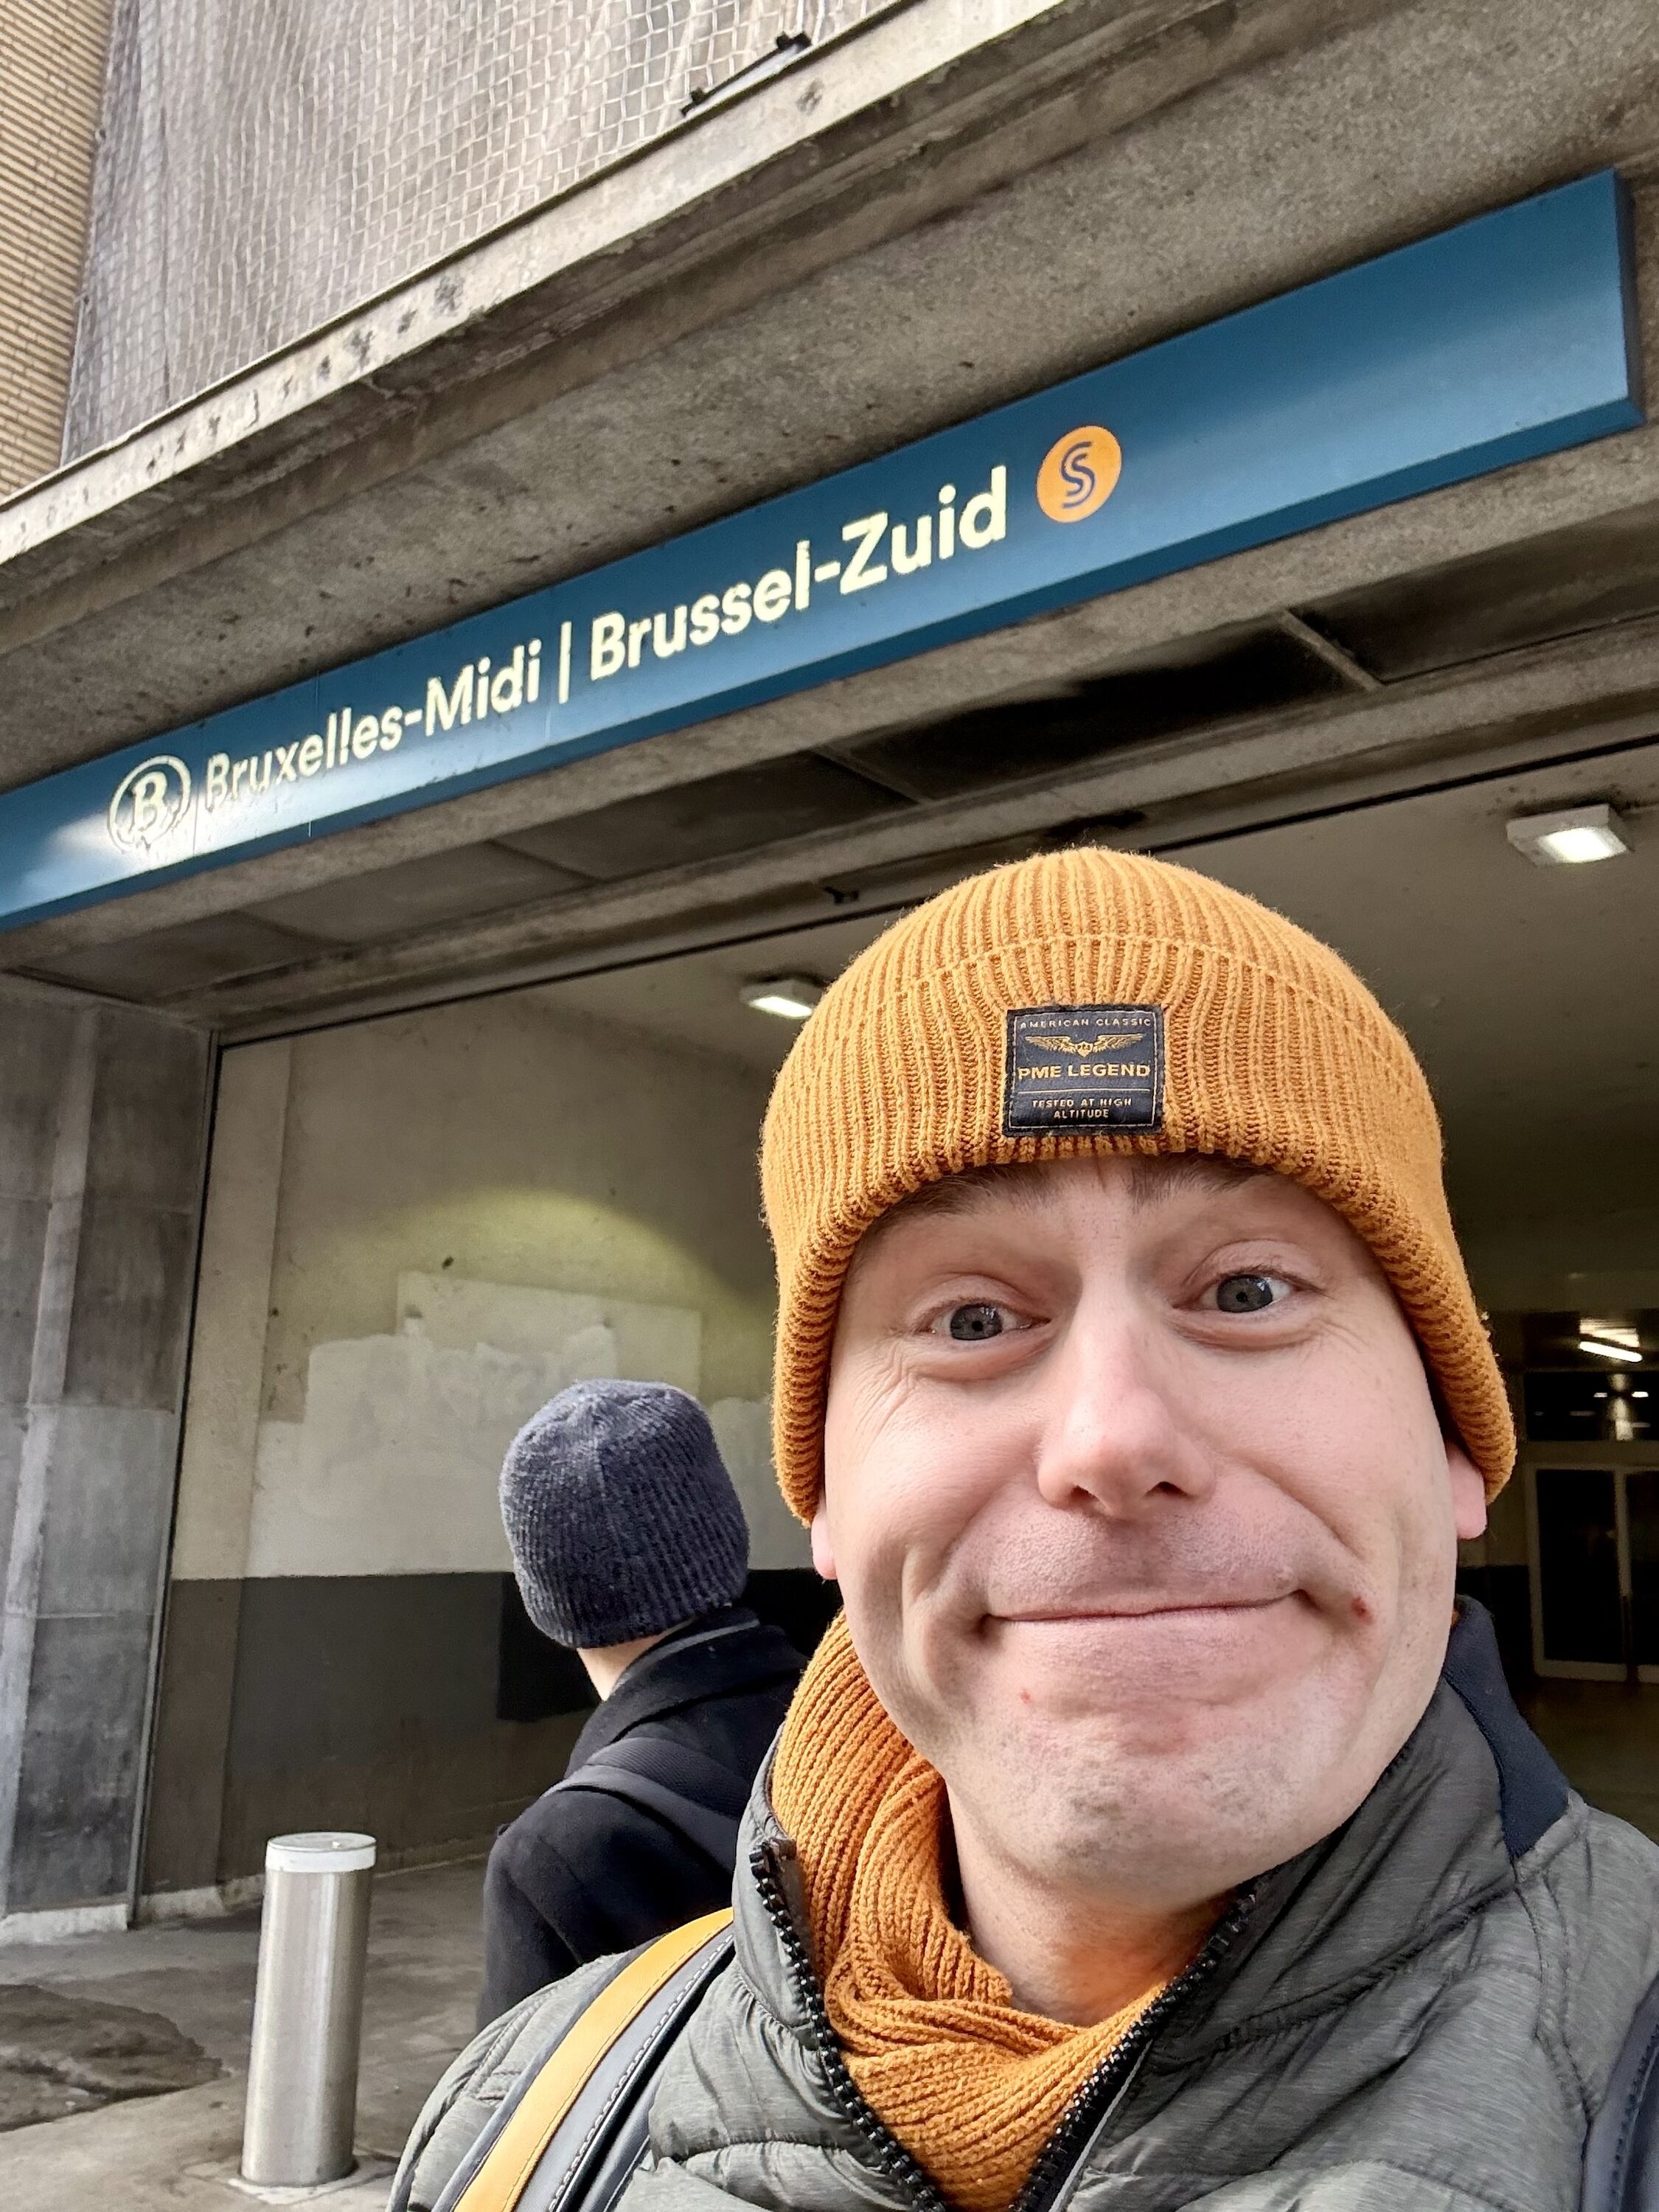 B Bruxelles-Midi | Brussel-Zuid S
AMERICAN CLASSIC
PME LEGEND
TESTED AT HIGH
ALTITUDE